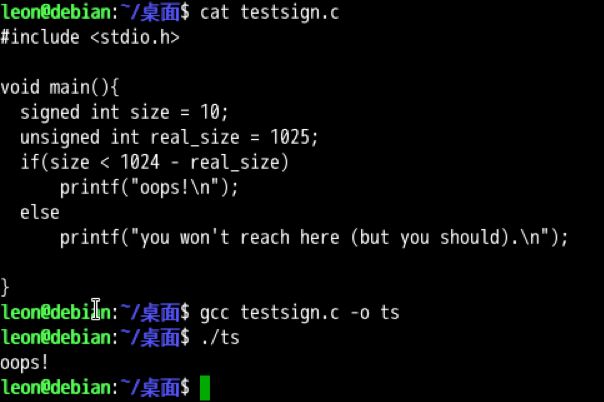 leon@debian:~/桌面$ cat testsign.c
#include <stdio.h>
void main(){
  signed int size = 10;
  unsigned int real_size = 1025;
  if(size < 1024 - real_size)
      printf("oops!\n");
  else
      printf("you won't reach here (but you should).\n");
}
leon@debian:~/桌面$ gcc testsign.c -o ts
leon@debian:~/桌面$ ./ts
oops!
leon@debian:~/桌面$